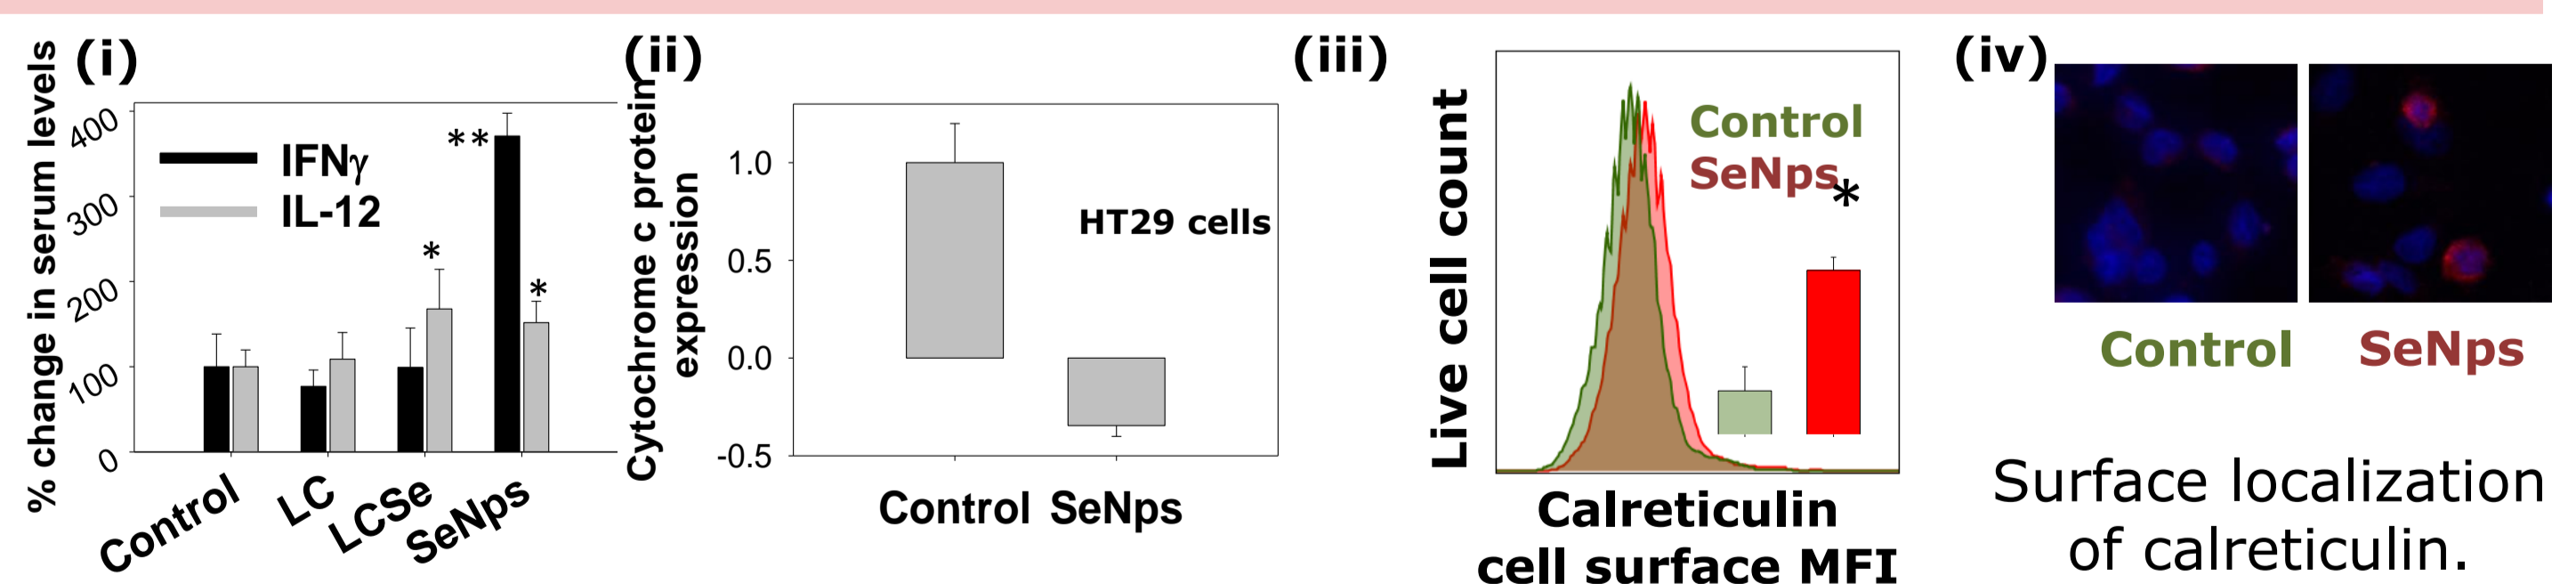 (i)
% change in serum levels
400
300
200
100
0
IFNγ
IL-12
**
*
*
Control
LC
LCSe
SeNps
(ii)
Cytochrome c protein
expression
1.0
0.5
0.0
-0.5
HT29 cells
Control SeNps
(iii)
Live cell count
Control
SeNps
*
Calreticulin
cell surface MFI
(iv)
Control
SeNps
Surface localization
of calreticulin.